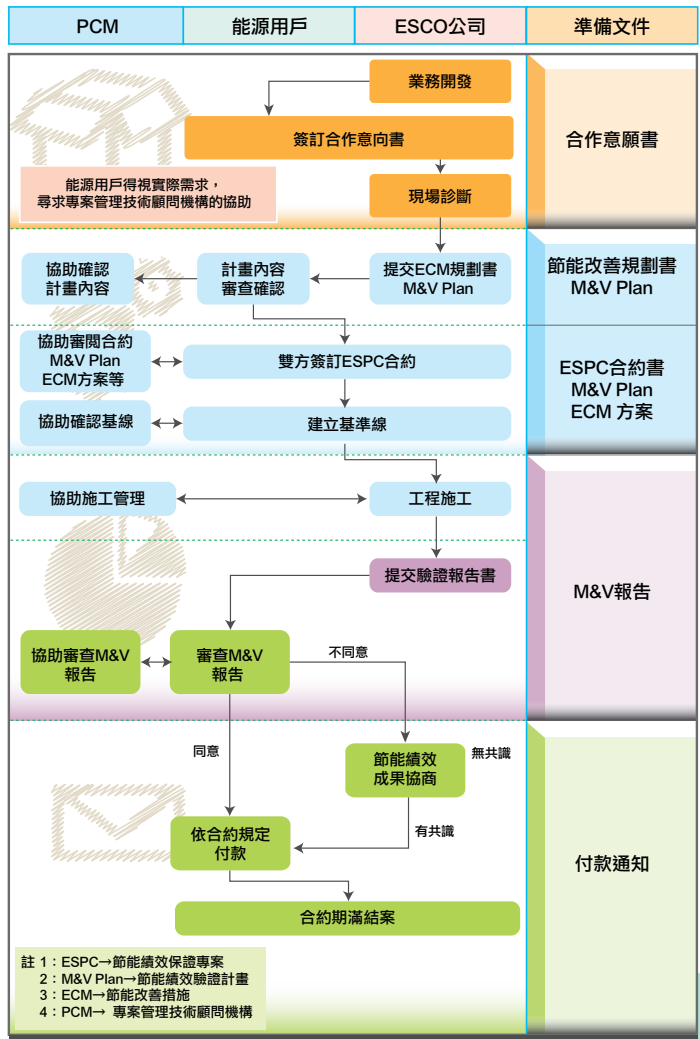 PCM
能源用戶
ESCO公司
準備文件
業務開發
簽訂合作意向書
合作意願書
能源用戶得視實際需求，
尋求專案管理技術顧問機構的協助
現場診斷
協助確認
計畫內容
計畫內容
審查確認
提交ECM規劃書
M&V Plan
節能改善規劃書
M&V Plan
協助審閱合約
M&V Plan
ECM方案等
雙方簽訂ESPC合約
ESPC合約書
M&V Plan
ECM 方案
協助確認基線
建立基準線
協助施工管理
工程施工
提交驗證報告書
M&V報告
協助審查M&V
報告
審查M&V
報告
不同意
同意
節能績效
成果協商
無共識
依合約規定
付款
有共識
付款通知
合約期滿結案
註 1：ESPC→節能績效保證專案
2：M&V Plan→節能績效驗證計畫
3：ECM→節能改善措施
4：PCM→ 專案管理技術顧問機構